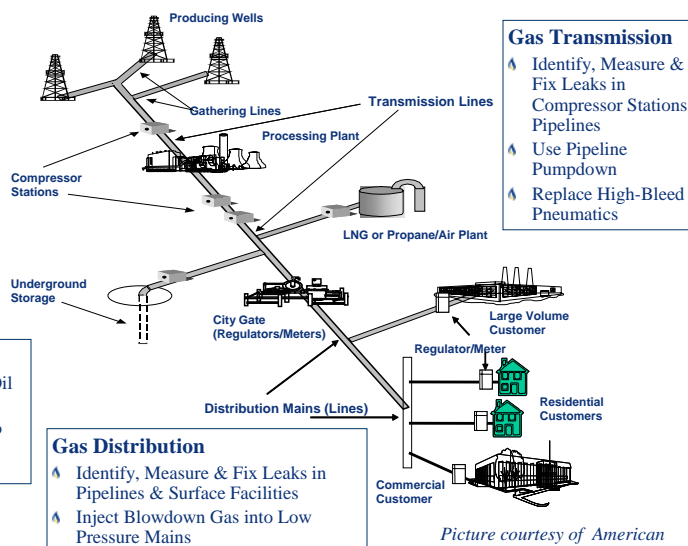 Producing Wells
Gathering Lines
Transmission Lines
Processing Plant
Compressor
Stations
LNG or Propane/Air Plant
Underground
Storage
City Gate
(Regulators/Meters)
Large Volume
Customer
Regulator/Meter
Distribution Mains (Lines)
Residential
Customers
Commercial
Customer
Gas Transmission
Identify, Measure &
Fix Leaks in
Compressor Stations
Pipelines
Use Pipeline
Pumpdown
Replace High-Bleed
Pneumatics
Gas Distribution
Identify, Measure & Fix Leaks in
Pipelines & Surface Facilities
Inject Blowdown Gas into Low
Pressure Mains
Picture courtesy of American